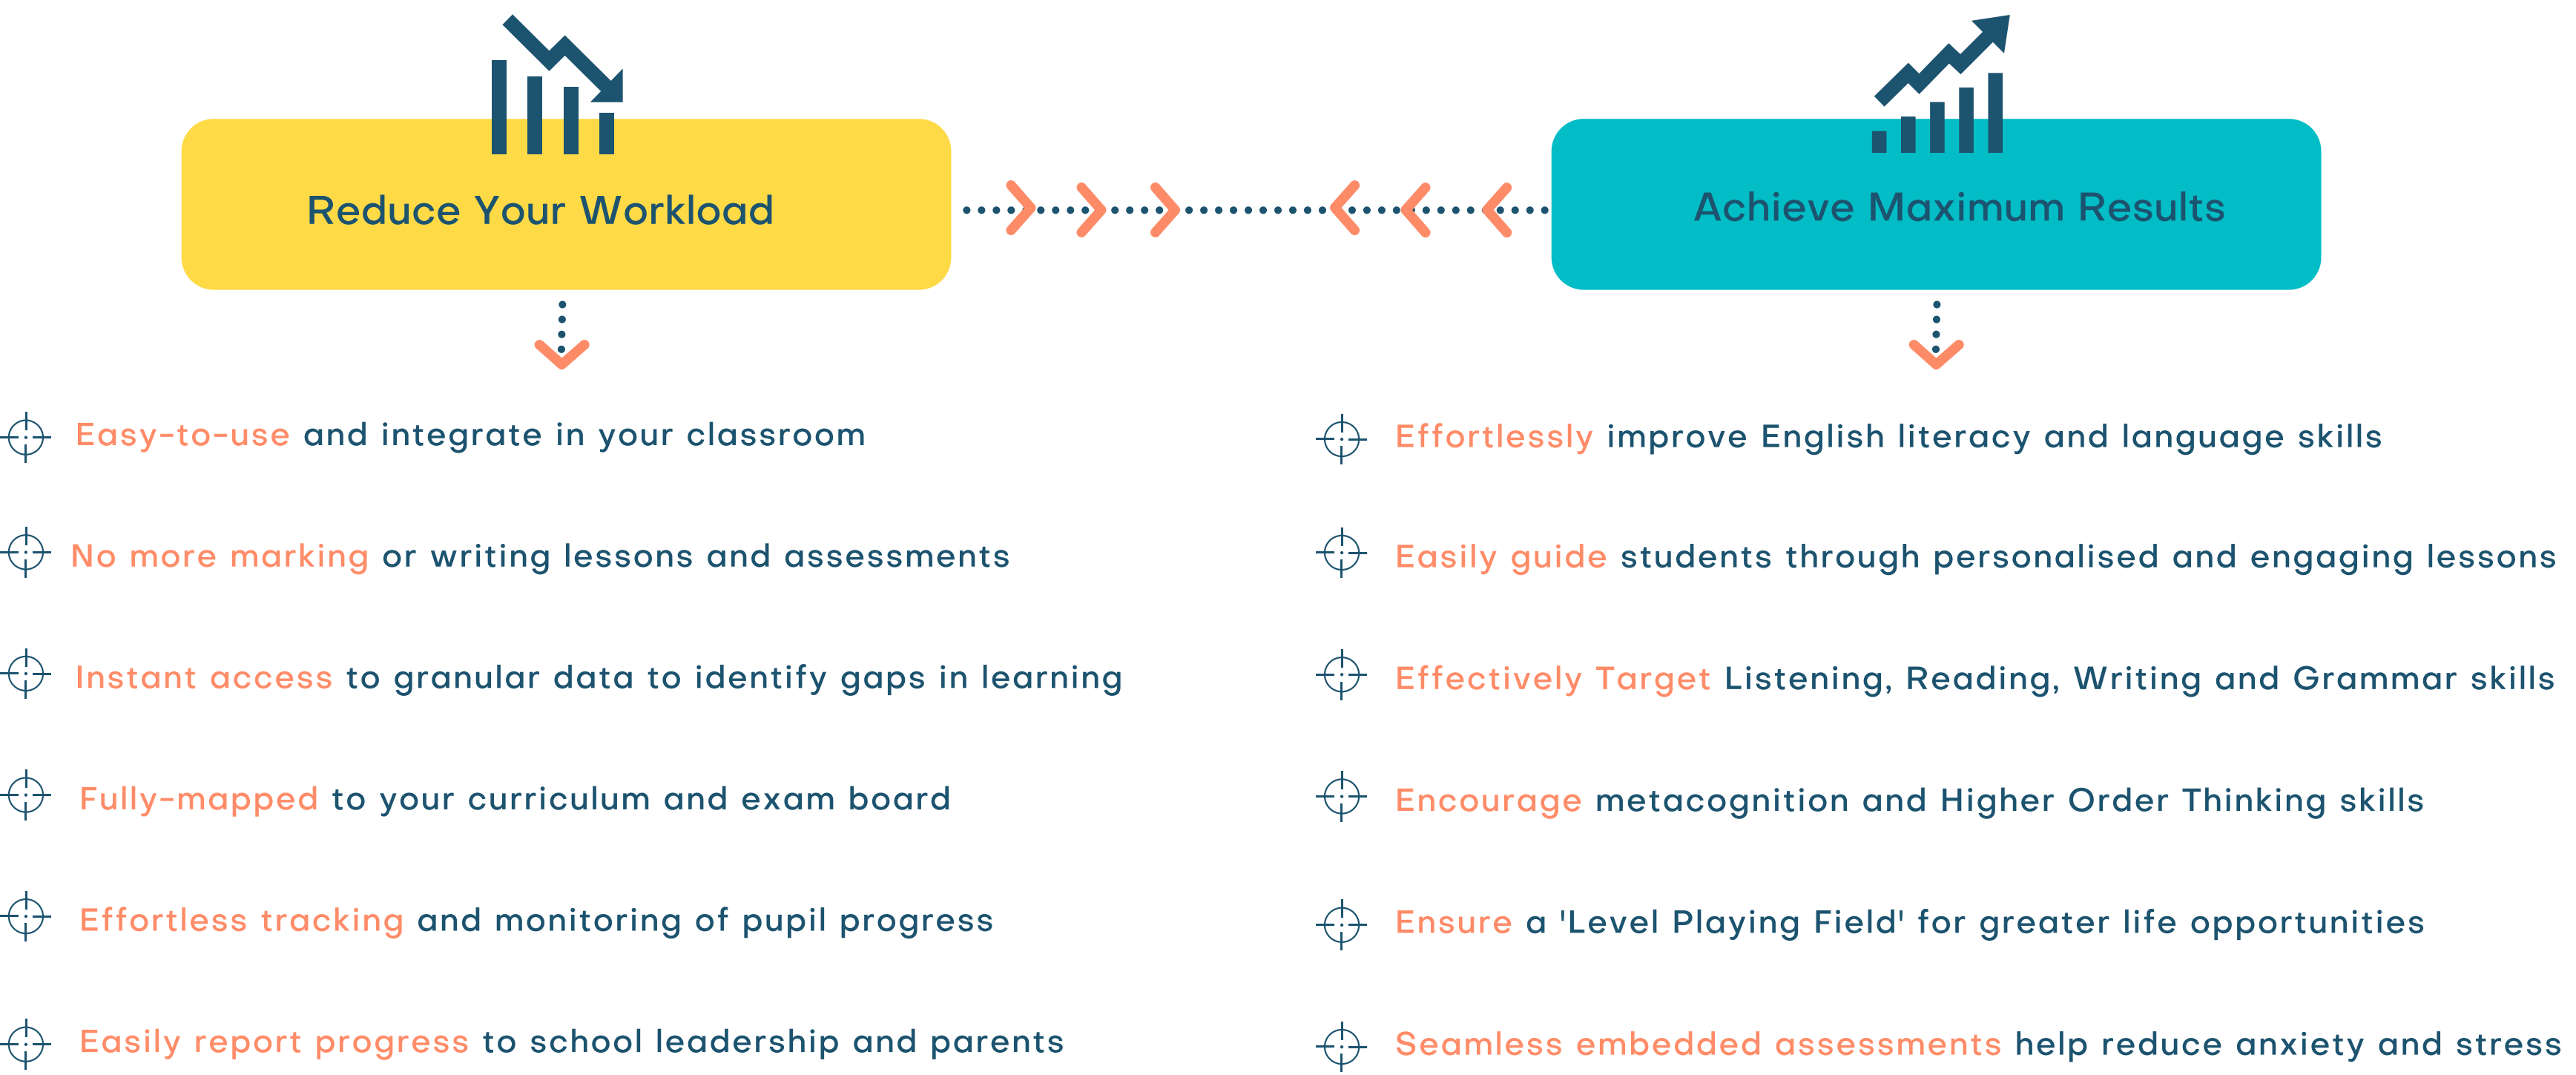 Reduce Your Workload
Easy-to-use and integrate in your classroom
No more marking or writing lessons and assessments
Instant access to granular data to identify gaps in learning
Fully-mapped to your curriculum and exam board
Effortless tracking and monitoring of pupil progress
Easily report progress to school leadership and parents
Achieve Maximum Results
Effortlessly improve English literacy and language skills
Easily guide students through personalised and engaging lessons
Effectively Target Listening, Reading, Writing and Grammar skills
Encourage metacognition and Higher Order Thinking skills
Ensure a 'Level Playing Field' for greater life opportunities
Seamless embedded assessments help reduce anxiety and stress